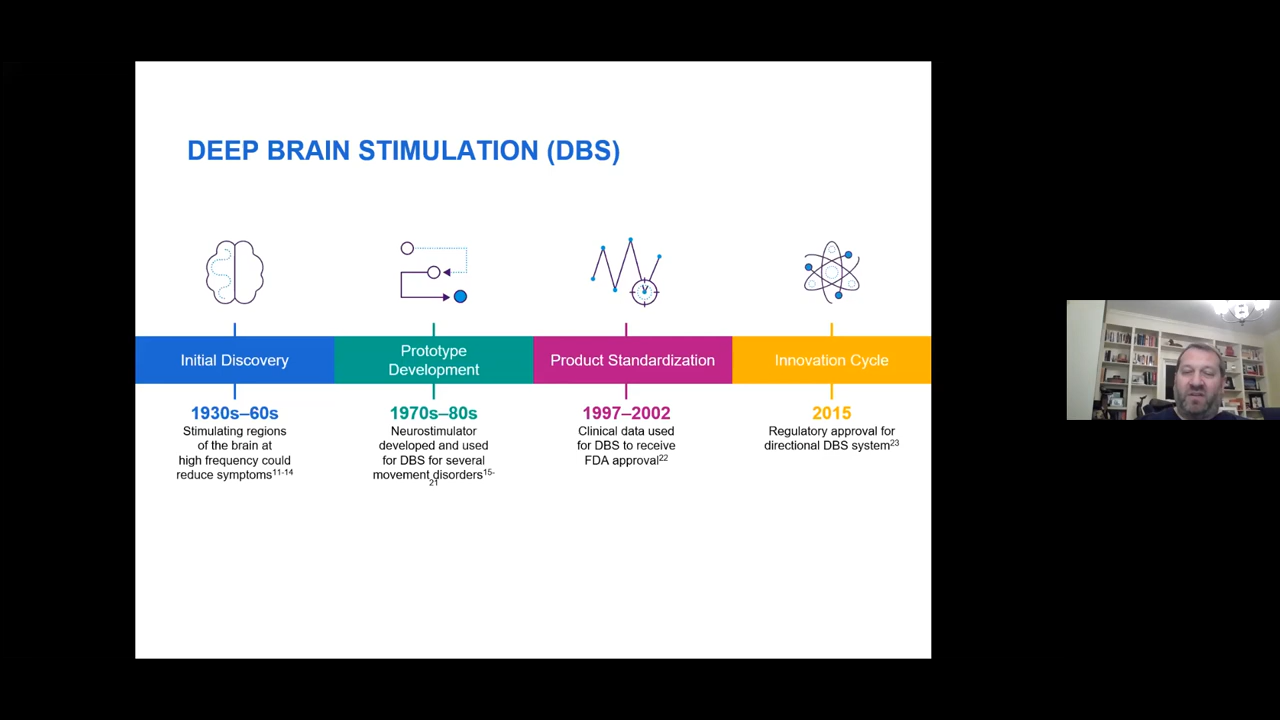 DEEP BRAIN STIMULATION (DBS)
Initial Discovery
1930s–60s
Stimulating regions
of the brain at
high frequency could
reduce symptoms11-14
Prototype
Development
1970s–80s
Neurostimulator
developed and used
for DBS for several
movement disorders15-
21
Product Standardization
1997–2002
Clinical data used
for DBS to receive
FDA approval22
Innovation Cycle
2015
Regulatory approval for
directional DBS system23